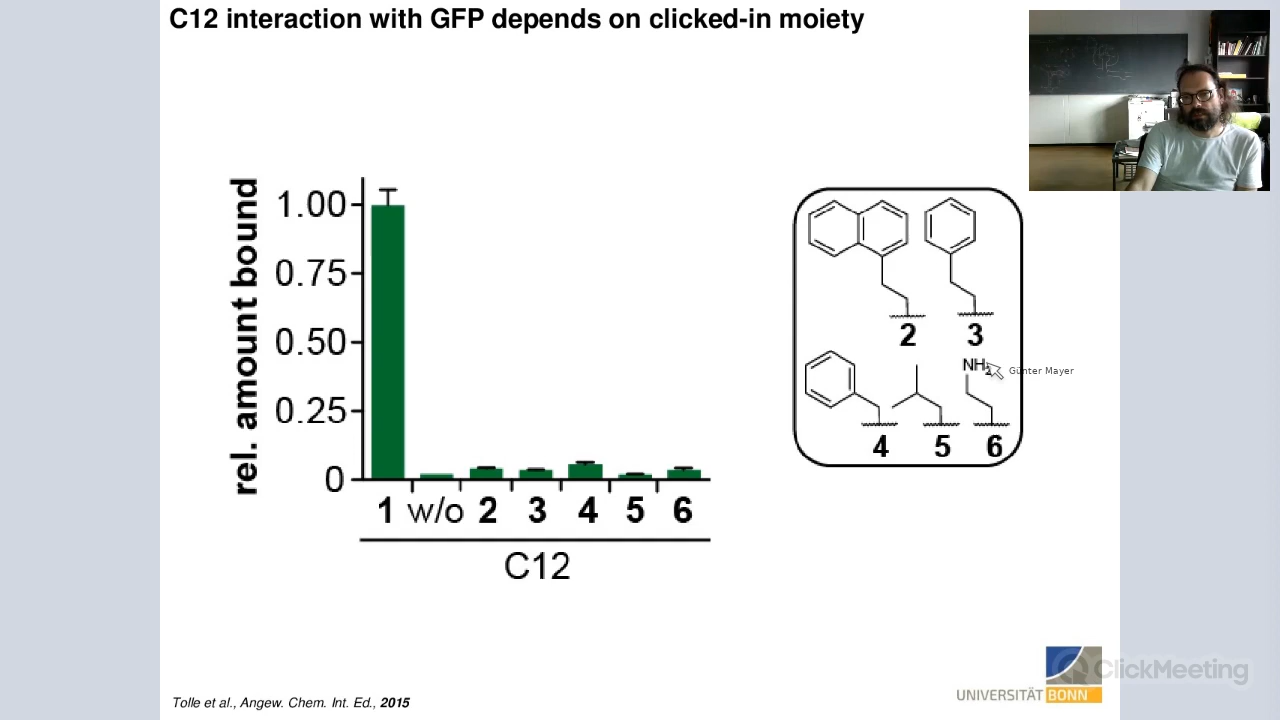 C12 interaction with GFP depends on clicked-in moiety
rel. amount bound
1.00
0.75
0.50
0.25
0
1 w/o 2 3 4 5 6
C12
2 3
NH2
Günter Mayer
4 5 6
ClickMeeting
UNIVERSITÄT BONN
Tolle et al., Angew. Chem. Int. Ed., 2015